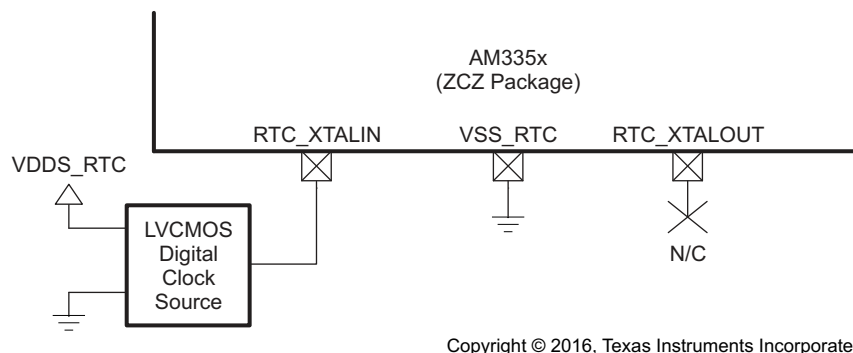 AM335x
(ZCZ Package)
RTC_XTALIN
VSS_RTC
RTC_XTALOUT
VDDS_RTC
LVCMOS
Digital
Clock
Source
N/C
Copyright © 2016, Texas Instruments Incorporate